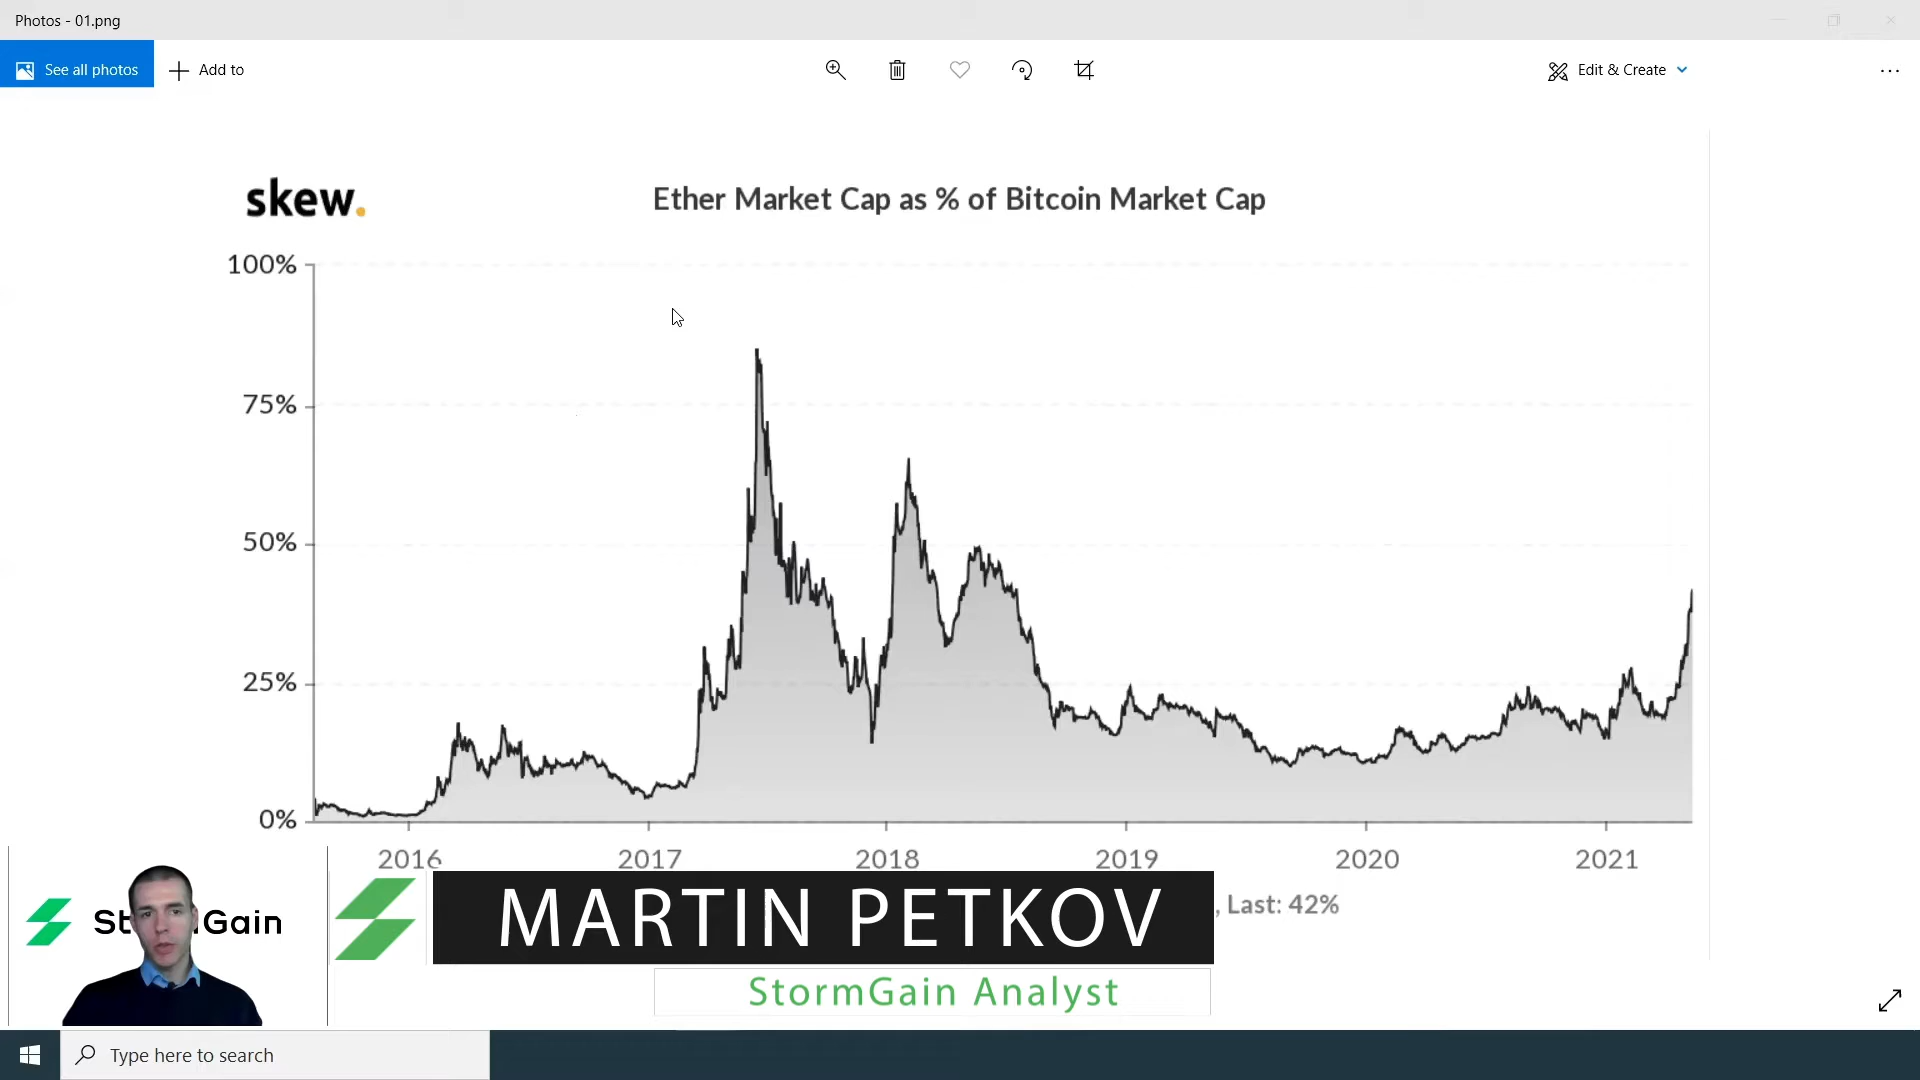 Photos - 01.png
See all photos
Add to
Edit & Create
skew.
Ether Market Cap as % of Bitcoin Market Cap
100%
75%
50%
25%
0%
2016
2017
2018
2019
2020
2021
, Last: 42%
Gain
MARTIN PETKOV
StormGain Analyst
Type here to search